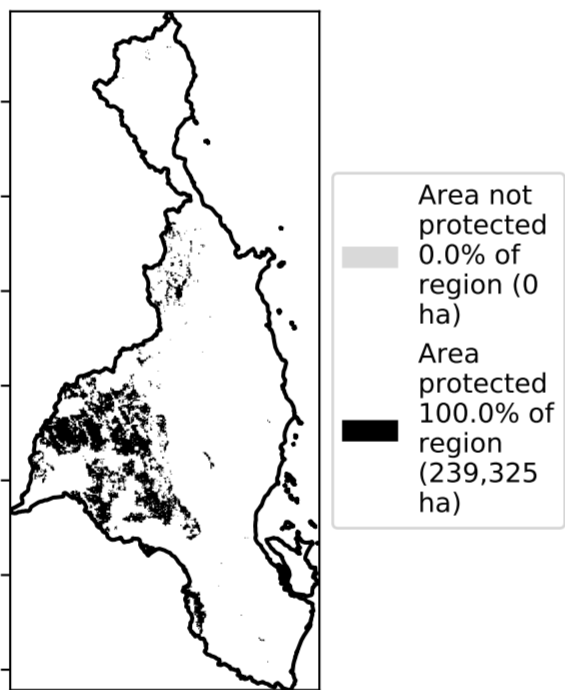 Area not
protected
0.0% of
region (0
ha)
Area
protected
100.0% of
region
(239,325
ha)